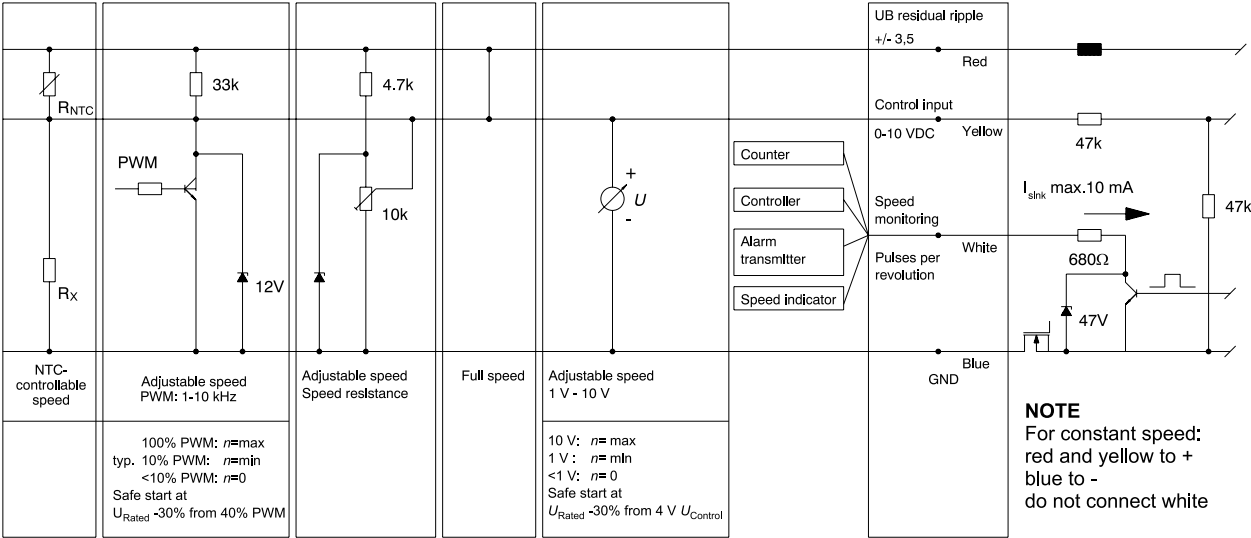 R_NTC
R_X
NTC-
controllable
speed
33k
PWM
12V
Adjustable speed
PWM: 1-10 kHz
100% PWM: n=max
typ. 10% PWM: n=min
<10% PWM: n=0
Safe start at
U_Rated -30% from 40% PWM
4.7k
10k
Adjustable speed
Speed resistance
Full speed
+
U
-
Adjustable speed
1 V - 10 V
10 V: n= max
1 V : n= min
<1 V: n= 0
Safe start at
U_Rated -30% from 4 V U_Control
Counter
Controller
Alarm
transmitter
Speed indicator
UB residual ripple
+/- 3,5
Red
Control input
0-10 VDC Yellow
Speed
monitoring
White
Pulses per
revolution
Blue
GND
47k
I_sink max.10 mA
47k
680Ω
47V
NOTE
For constant speed:
red and yellow to +
blue to -
do not connect white